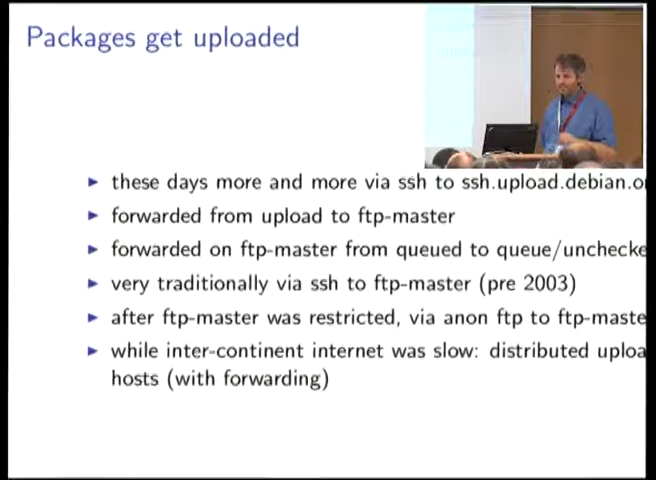 Packages get uploaded
▶ these days more and more via ssh to ssh.upload.debian.o
▶ forwarded from upload to ftp-master
▶ forwarded on ftp-master from queued to queue/unchecke
▶ very traditionally via ssh to ftp-master (pre 2003)
▶ after ftp-master was restricted, via anon ftp to ftp-maste
▶ while inter-continent internet was slow: distributed uploa
hosts (with forwarding)